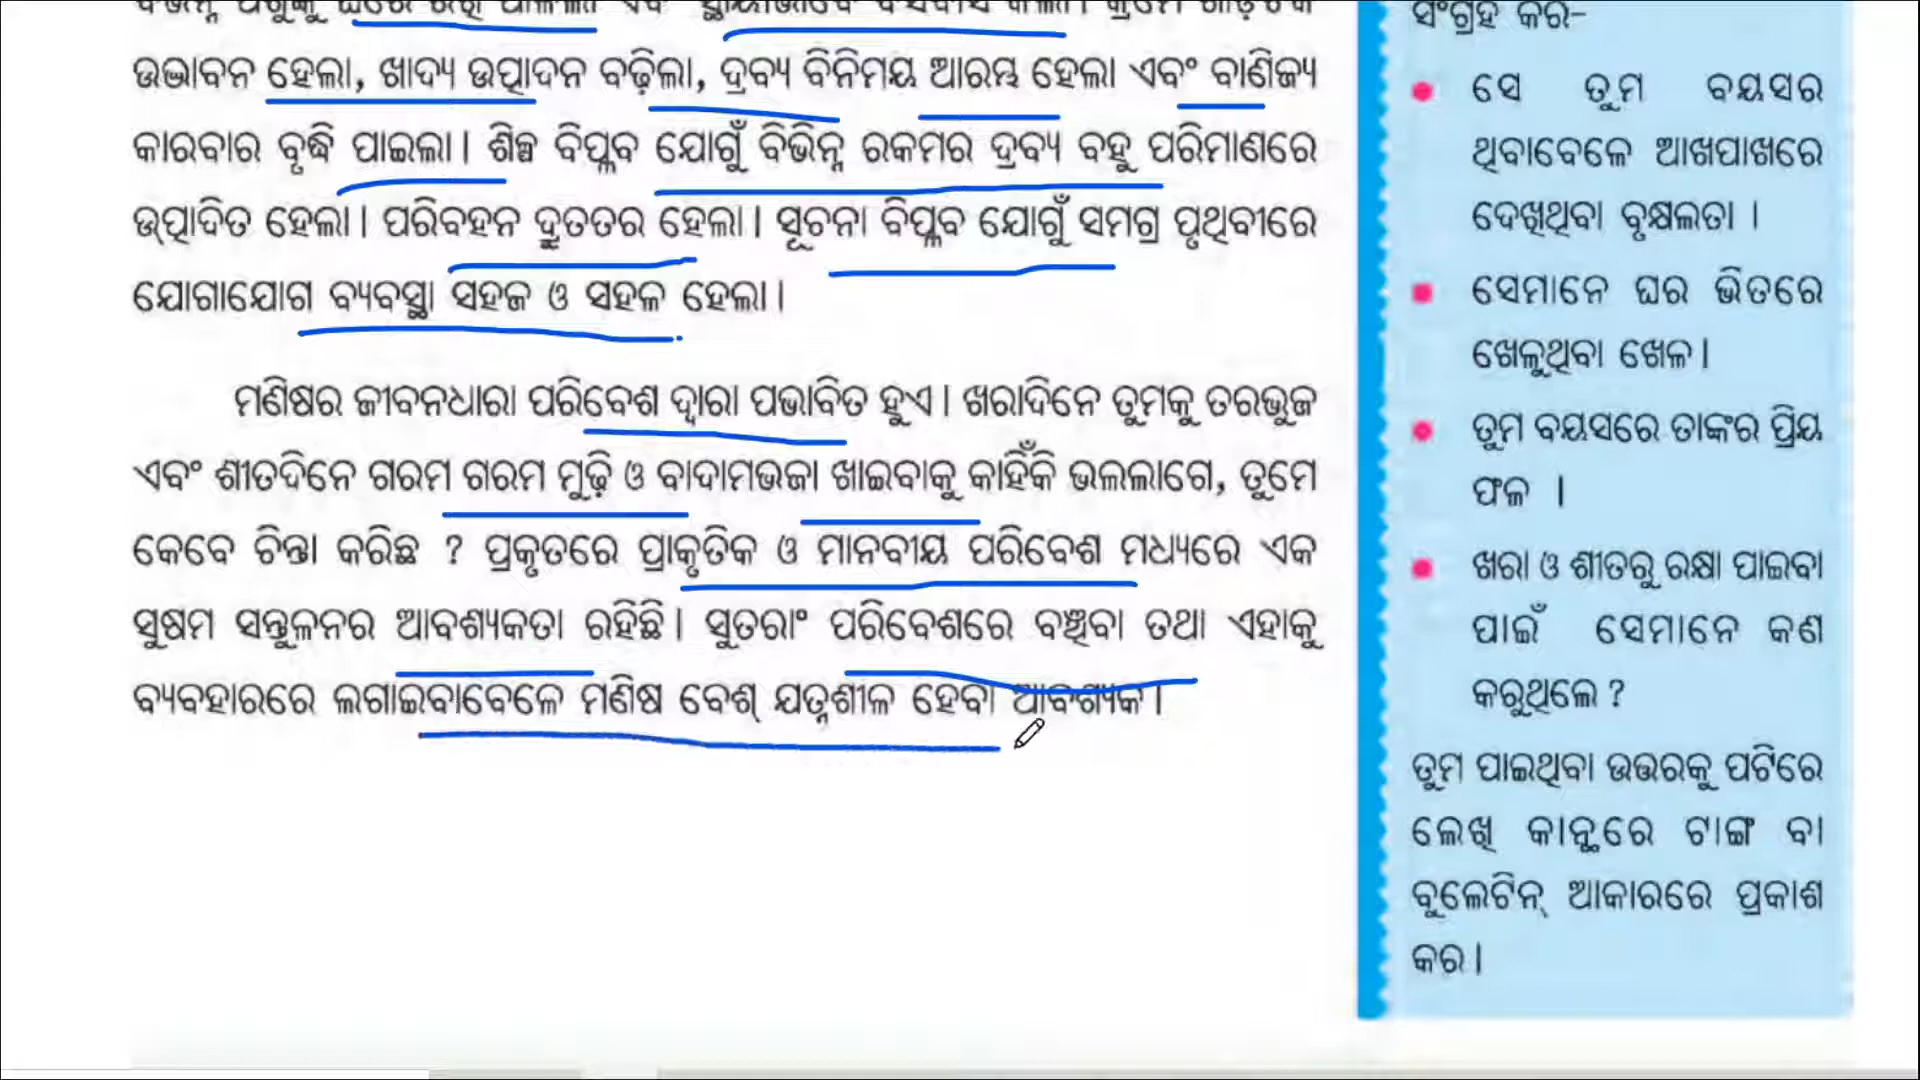 ଉଦ୍ଭାବନ ହେଲା, ଖାଦ୍ୟ ଉତ୍ପାଦନ ବଢ଼ିଲା, ଦ୍ରବ୍ୟ ବିନିମୟ ଆରମ୍ଭ ହେଲା ଏବଂ ବାଣିଜ୍ୟ
କାରବାର ବୃଦ୍ଧି ପାଇଲା। ଶିଳ୍ପ ବିପ୍ଳବ ଯୋଗୁଁ ବିଭିନ୍ନ ରକମର ଦ୍ରବ୍ୟ ବହୁ ପରିମାଣରେ
ଉତ୍ପାଦିତ ହେଲା। ପରିବହନ ଦ୍ରୁତତର ହେଲା। ସୂଚନା ବିପ୍ଳବ ଯୋଗୁଁ ସମଗ୍ର ପୃଥିବୀରେ
ଯୋଗାଯୋଗ ବ୍ୟବସ୍ଥା ସହଜ ଓ ସହଳ ହେଲା।
ମଣିଷର ଜୀବନଧାରା ପରିବେଶ ଦ୍ୱାରା ପଭାବିତ ହୁଏ। ଖରାଦିନେ ତୁମକୁ ତରଭୁଜ
ଏବଂ ଶୀତଦିନେ ଗରମ ଗରମ ମୁଢ଼ି ଓ ବାଦାମଭଜା ଖାଇବାକୁ କାହିଁକି ଭଲଲାଗେ, ତୁମେ
କେବେ ଚିନ୍ତା କରିଛ ? ପ୍ରକୃତରେ ପ୍ରାକୃତିକ ଓ ମାନବୀୟ ପରିବେଶ ମଧ୍ୟରେ ଏକ
ସୁଷମ ସନ୍ତୁଳନର ଆବଶ୍ୟକତା ରହିଛି। ସୁତରାଂ ପରିବେଶରେ ବଞ୍ଚିବା ତଥା ଏହାକୁ
ବ୍ୟବହାରରେ ଲଗାଇବାବେଳେ ମଣିଷ ବେଶ୍ ଯତ୍ନଶୀଳ ହେବା ଆବଶ୍ୟକ।
ସଂଗ୍ରହ କର-
ସେ ତୁମ ବୟସର
ଥିବାବେଳେ ଆଖପାଖରେ
ଦେଖିଥିବା ବୃକ୍ଷଲତା ।
ସେମାନେ ଘର ଭିତରେ
ଖେଳୁଥିବା ଖେଳ।
ତୁମ ବୟସରେ ତାଙ୍କର ପ୍ରିୟ
ଫଳ ।
ଖରା ଓ ଶୀତରୁ ରକ୍ଷା ପାଇବା
ପାଇଁ ସେମାନେ କଣ
କରୁଥିଲେ ?
ତୁମ ପାଇଥିବା ଉତ୍ତରକୁ ପଟିରେ
ଲେଖି କାନ୍ଥରେ ଟାଙ୍ଗ ବା
ବୁଲେଟିନ୍ ଆକାରରେ ପ୍ରକାଶ
କର।